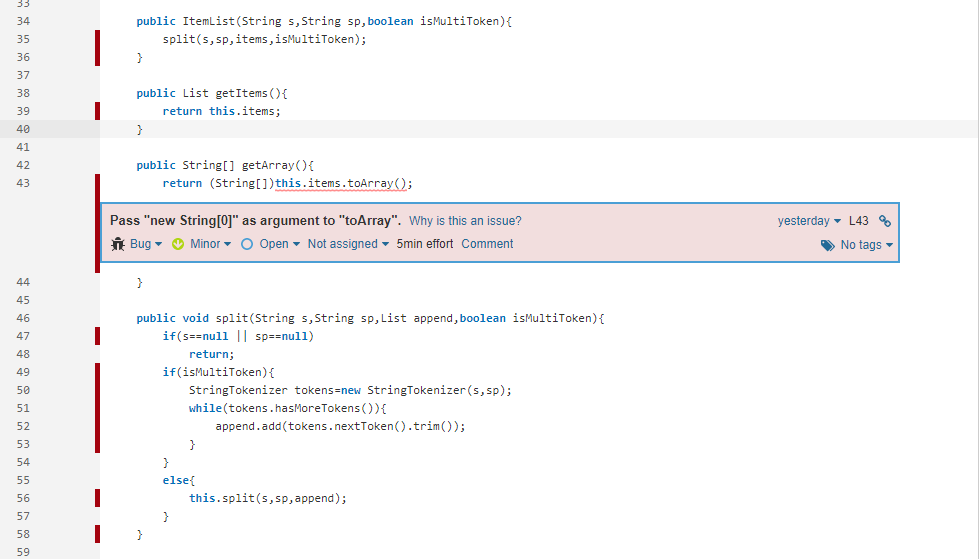 33
34 public ItemList(String s,String sp,boolean isMultiToken){
35 split(s,sp,items,isMultiToken);
36 }
37
38 public List getItems(){
39 return this.items;
40 }
41
42 public String[] getArray(){
43 return (String[])this.items.toArray();
Pass "new String[0]" as argument to "toArray". Why is this an issue? yesterday L43
Bug Minor Open Not assigned 5min effort Comment No tags
44 }
45
46 public void split(String s,String sp,List append,boolean isMultiToken){
47 if(s==null || sp==null)
48 return;
49 if(isMultiToken){
50 StringTokenizer tokens=new StringTokenizer(s,sp);
51 while(tokens.hasMoreTokens()){
52 append.add(tokens.nextToken().trim());
53 }
54 }
55 else{
56 this.split(s,sp,append);
57 }
58 }
59